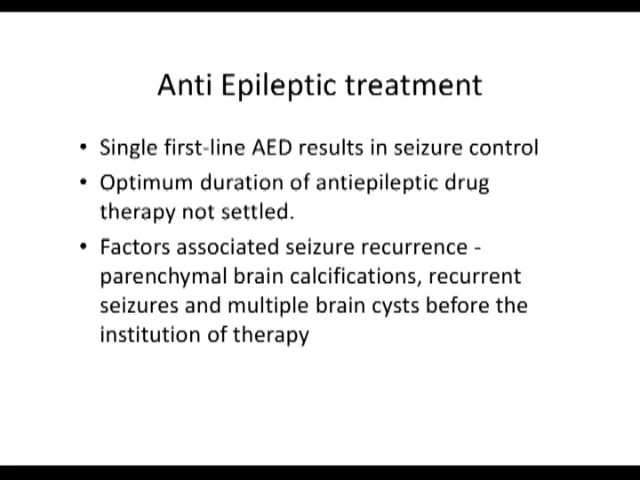 Anti Epileptic treatment
• Single first-line AED results in seizure control
• Optimum duration of antiepileptic drug
therapy not settled.
• Factors associated seizure recurrence -
parenchymal brain calcifications, recurrent
seizures and multiple brain cysts before the
institution of therapy